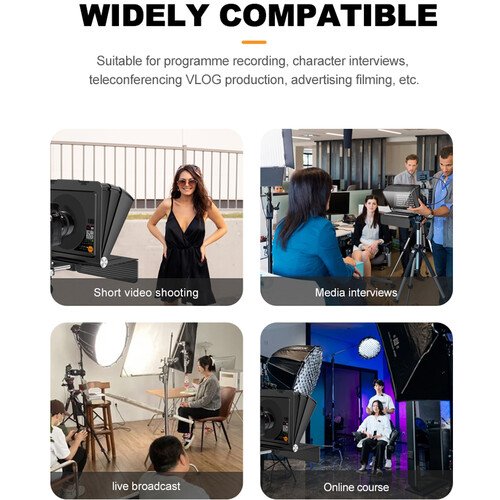 WIDELY COMPATIBLE
Suitable for programme recording, character interviews,
teleconferencing VLOG production, advertising filming, etc.
Short video shooting
Media interviews
live broadcast
Online course